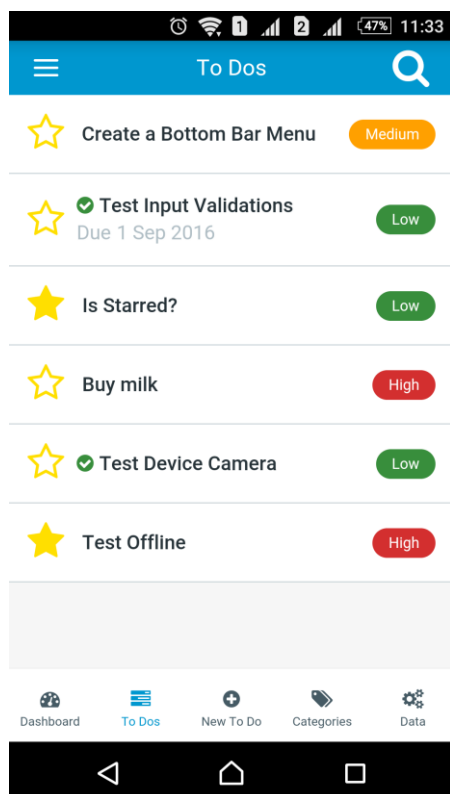 1 2 47% 11:33
To Dos
Create a Bottom Bar Menu Medium
Test Input Validations Low
Due 1 Sep 2016
Is Starred? Low
Buy milk High
Test Device Camera Low
Test Offline High
Dashboard To Dos New To Do Categories Data